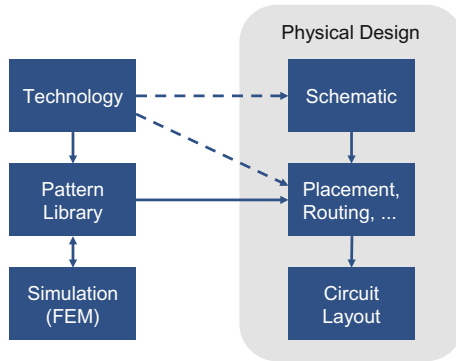 Physical Design
Technology
Schematic
Pattern
Library
Placement,
Routing, ...
Simulation
(FEM)
Circuit
Layout